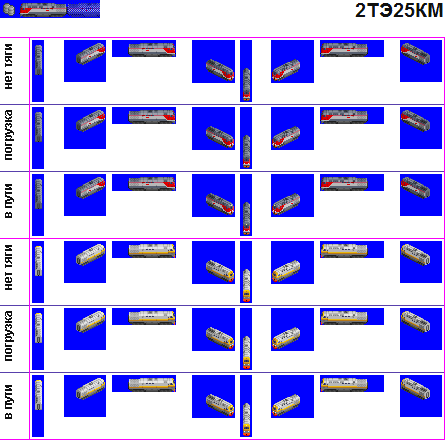 2ТЭ25КМ
нет тяги
погрузка
в пути
нет тяги
погрузка
в пути